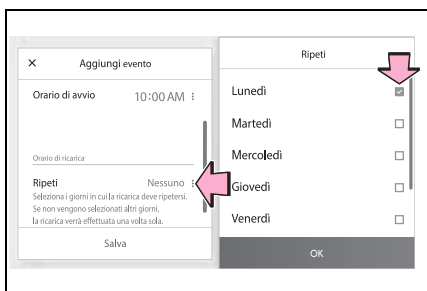 × Aggiungi evento
Orario di avvio 10:00 AM
Orario di ricarica
Ripeti Nessuno
Seleziona i giorni in cui la ricarica deve ripetersi.
Se non vengono selezionati altri giorni,
la ricarica verrà effettuata una volta sola.
Salva
Ripeti
Lunedì
Martedì
Mercoledì
Giovedì
Venerdì
OK